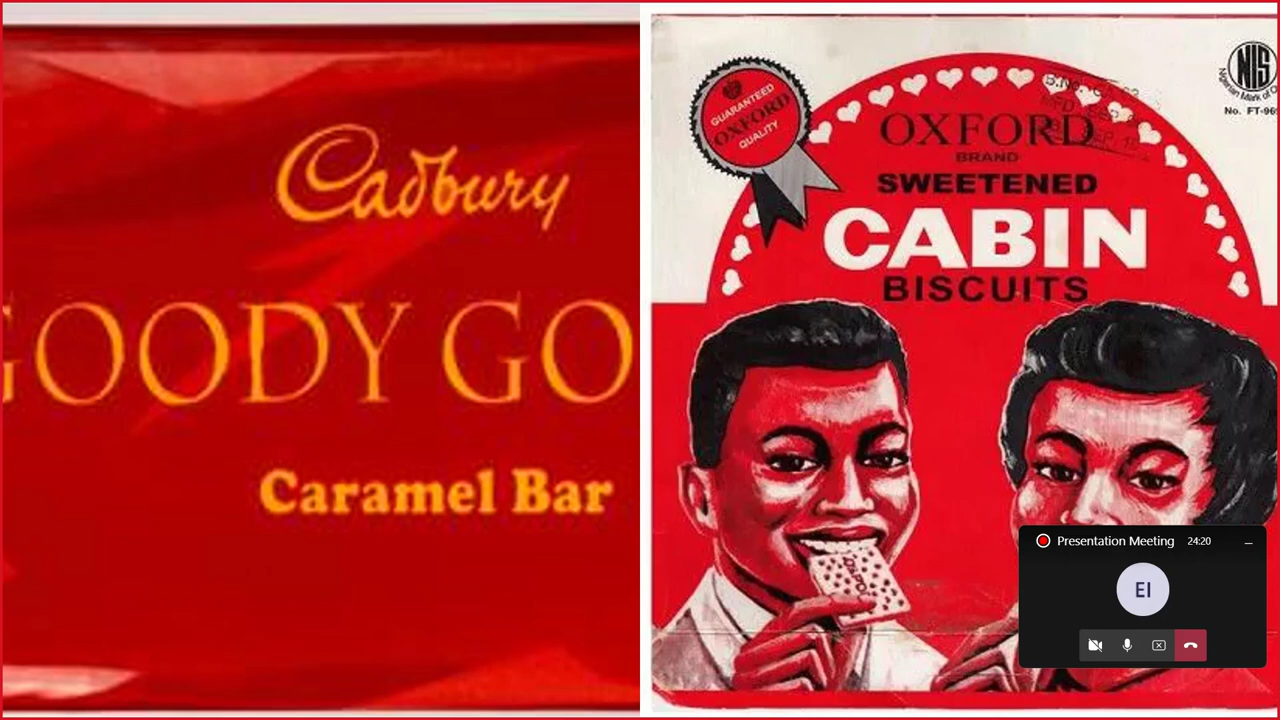 Cadbury
GOODY GO
Caramel Bar
GUARANTEED
OXFORD
QUALITY
NIS
No. FT-96
OXFORD
BRAND
SWEETENED
CABIN
BISCUITS
Presentation Meeting 24:20
EI